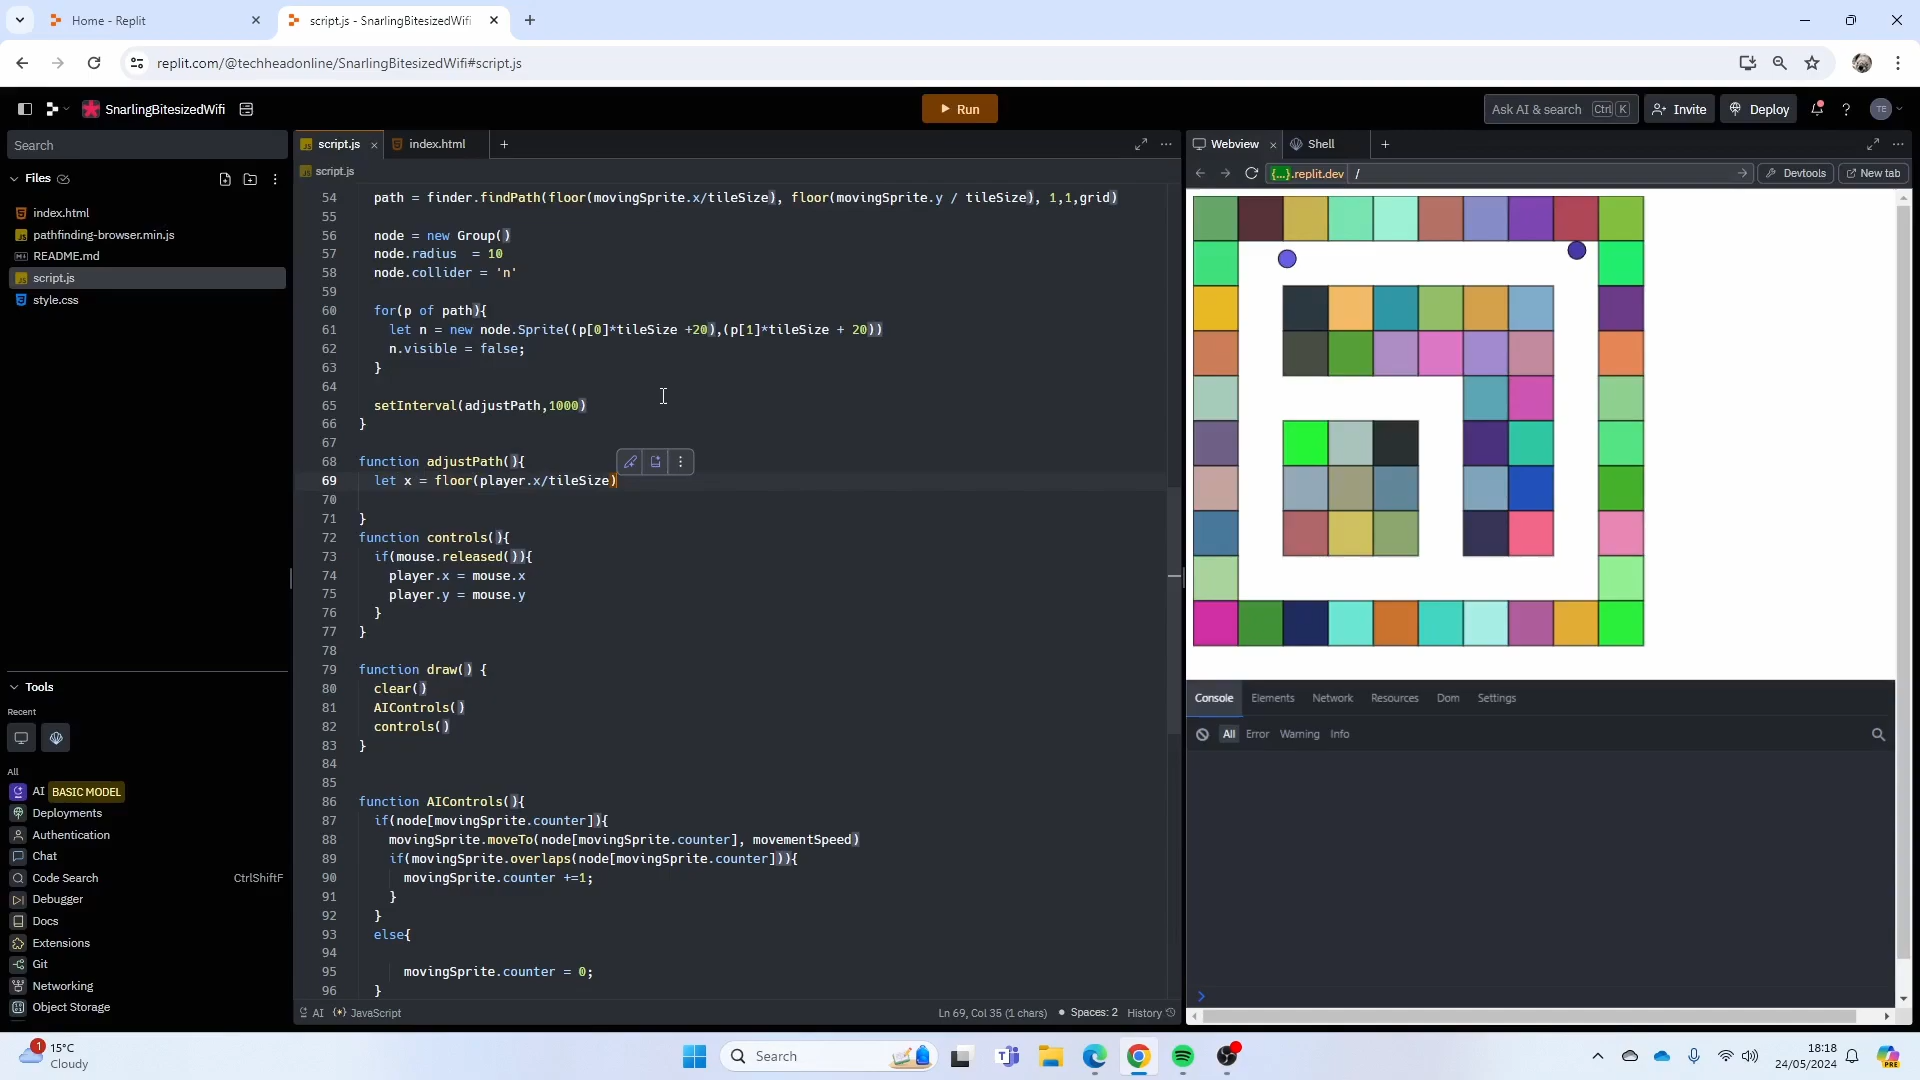 Home - Replit
script.js - SnarlingBitesizedWifi
replit.com/@techheadonline/SnarlingBitesizedWifi#script.js
SnarlingBitesizedWifi
Run
Ask AI & search Ctrl K
Invite
Deploy
TE
Search
script.js
index.html
Webview
Shell
script.js
{...}.replit.dev /
Devtools
New tab
Files
index.html
pathfinding-browser.min.js
README.md
script.js
style.css
54 path = finder.findPath(floor(movingSprite.x/tileSize), floor(movingSprite.y / tileSize), 1,1,grid)
55
56 node = new Group()
57 node.radius  = 10
58 node.collider = 'n'
59
60 for(p of path){
61 let n = new node.Sprite((p[0]*tileSize +20),(p[1]*tileSize + 20))
62 n.visible = false;
63 }
64
65 setInterval(adjustPath,1000)
66 }
67
68 function adjustPath(){
69 let x = floor(player.x/tileSize)
70
71 }
72 function controls(){
73 if(mouse.released()){
74 player.x = mouse.x
75 player.y = mouse.y
76 }
77 }
78
79 function draw() {
80 clear()
81 AIControls()
82 controls()
83 }
84
85
86 function AIControls(){
87 if(node[movingSprite.counter]){
88 movingSprite.moveTo(node[movingSprite.counter], movementSpeed)
89 if(movingSprite.overlaps(node[movingSprite.counter])){
90 movingSprite.counter +=1;
91 }
92 }
93 else{
94
95 movingSprite.counter = 0;
96 }
Tools
Recent
All
AI BASIC MODEL
Deployments
Authentication
Chat
Code Search CtrlShiftF
Debugger
Docs
Extensions
Git
Networking
Object Storage
Console Elements Network Resources Dom Settings
All Error Warning Info
AI JavaScript
Ln 69, Col 35 (1 chars) Spaces: 2 History
1
15°C
Cloudy
Search
18:18
24/05/2024
PRE